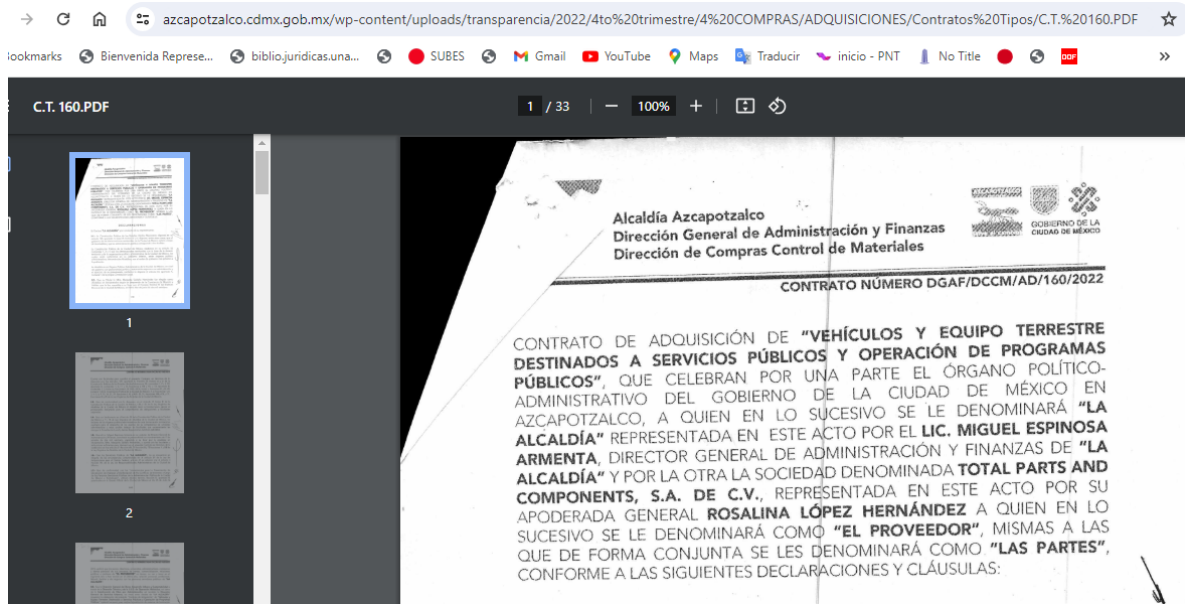 azcapotzalco.cdmx.gob.mx/wp-content/uploads/transparencia/2022/4to%20trimestre/4%20COMPRAS/ADQUISICIONES/Contratos%20Tipos/C.T.%20160.PDF
Bookmarks Bienvenida Represe... biblio.juridicas.una... SUBES Gmail YouTube Maps Traducir inicio - PNT No Title DOF »
C.T. 160.PDF 1 / 33 100%
1
2
Alcaldía Azcapotzalco
Dirección General de Administración y Finanzas
Dirección de Compras Control de Materiales
GOBIERNO DE LA
CIUDAD DE MÉXICO
CONTRATO NÚMERO DGAF/DCCM/AD/160/2022
CONTRATO DE ADQUISICIÓN DE "VEHÍCULOS Y EQUIPO TERRESTRE
DESTINADOS A SERVICIOS PÚBLICOS Y OPERACIÓN DE PROGRAMAS
PÚBLICOS", QUE CELEBRAN POR UNA PARTE EL ÓRGANO POLÍTICO-
ADMINISTRATIVO DEL GOBIERNO DE LA CIUDAD DE MÉXICO EN
AZCAPOTZALCO, A QUIEN EN LO SUCESIVO SE LE DENOMINARÁ "LA
ALCALDÍA" REPRESENTADA EN ESTE ACTO POR EL LIC. MIGUEL ESPINOSA
ARMENTA, DIRECTOR GENERAL DE ADMINISTRACIÓN Y FINANZAS DE "LA
ALCALDÍA" Y POR LA OTRA LA SOCIEDAD DENOMINADA TOTAL PARTS AND
COMPONENTS, S.A. DE C.V., REPRESENTADA EN ESTE ACTO POR SU
APODERADA GENERAL ROSALINA LÓPEZ HERNÁNDEZ A QUIEN EN LO
SUCESIVO SE LE DENOMINARÁ COMO "EL PROVEEDOR", MISMAS A LAS
QUE DE FORMA CONJUNTA SE LES DENOMINARÁ COMO "LAS PARTES",
CONFORME A LAS SIGUIENTES DECLARACIONES Y CLÁUSULAS: